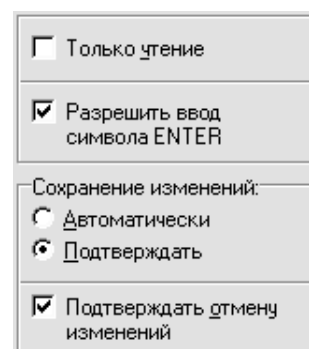 Только чтение
Разрешить ввод
символа ENTER
Сохранение изменений:
Автоматически
Подтверждать
Подтверждать отмену
изменений